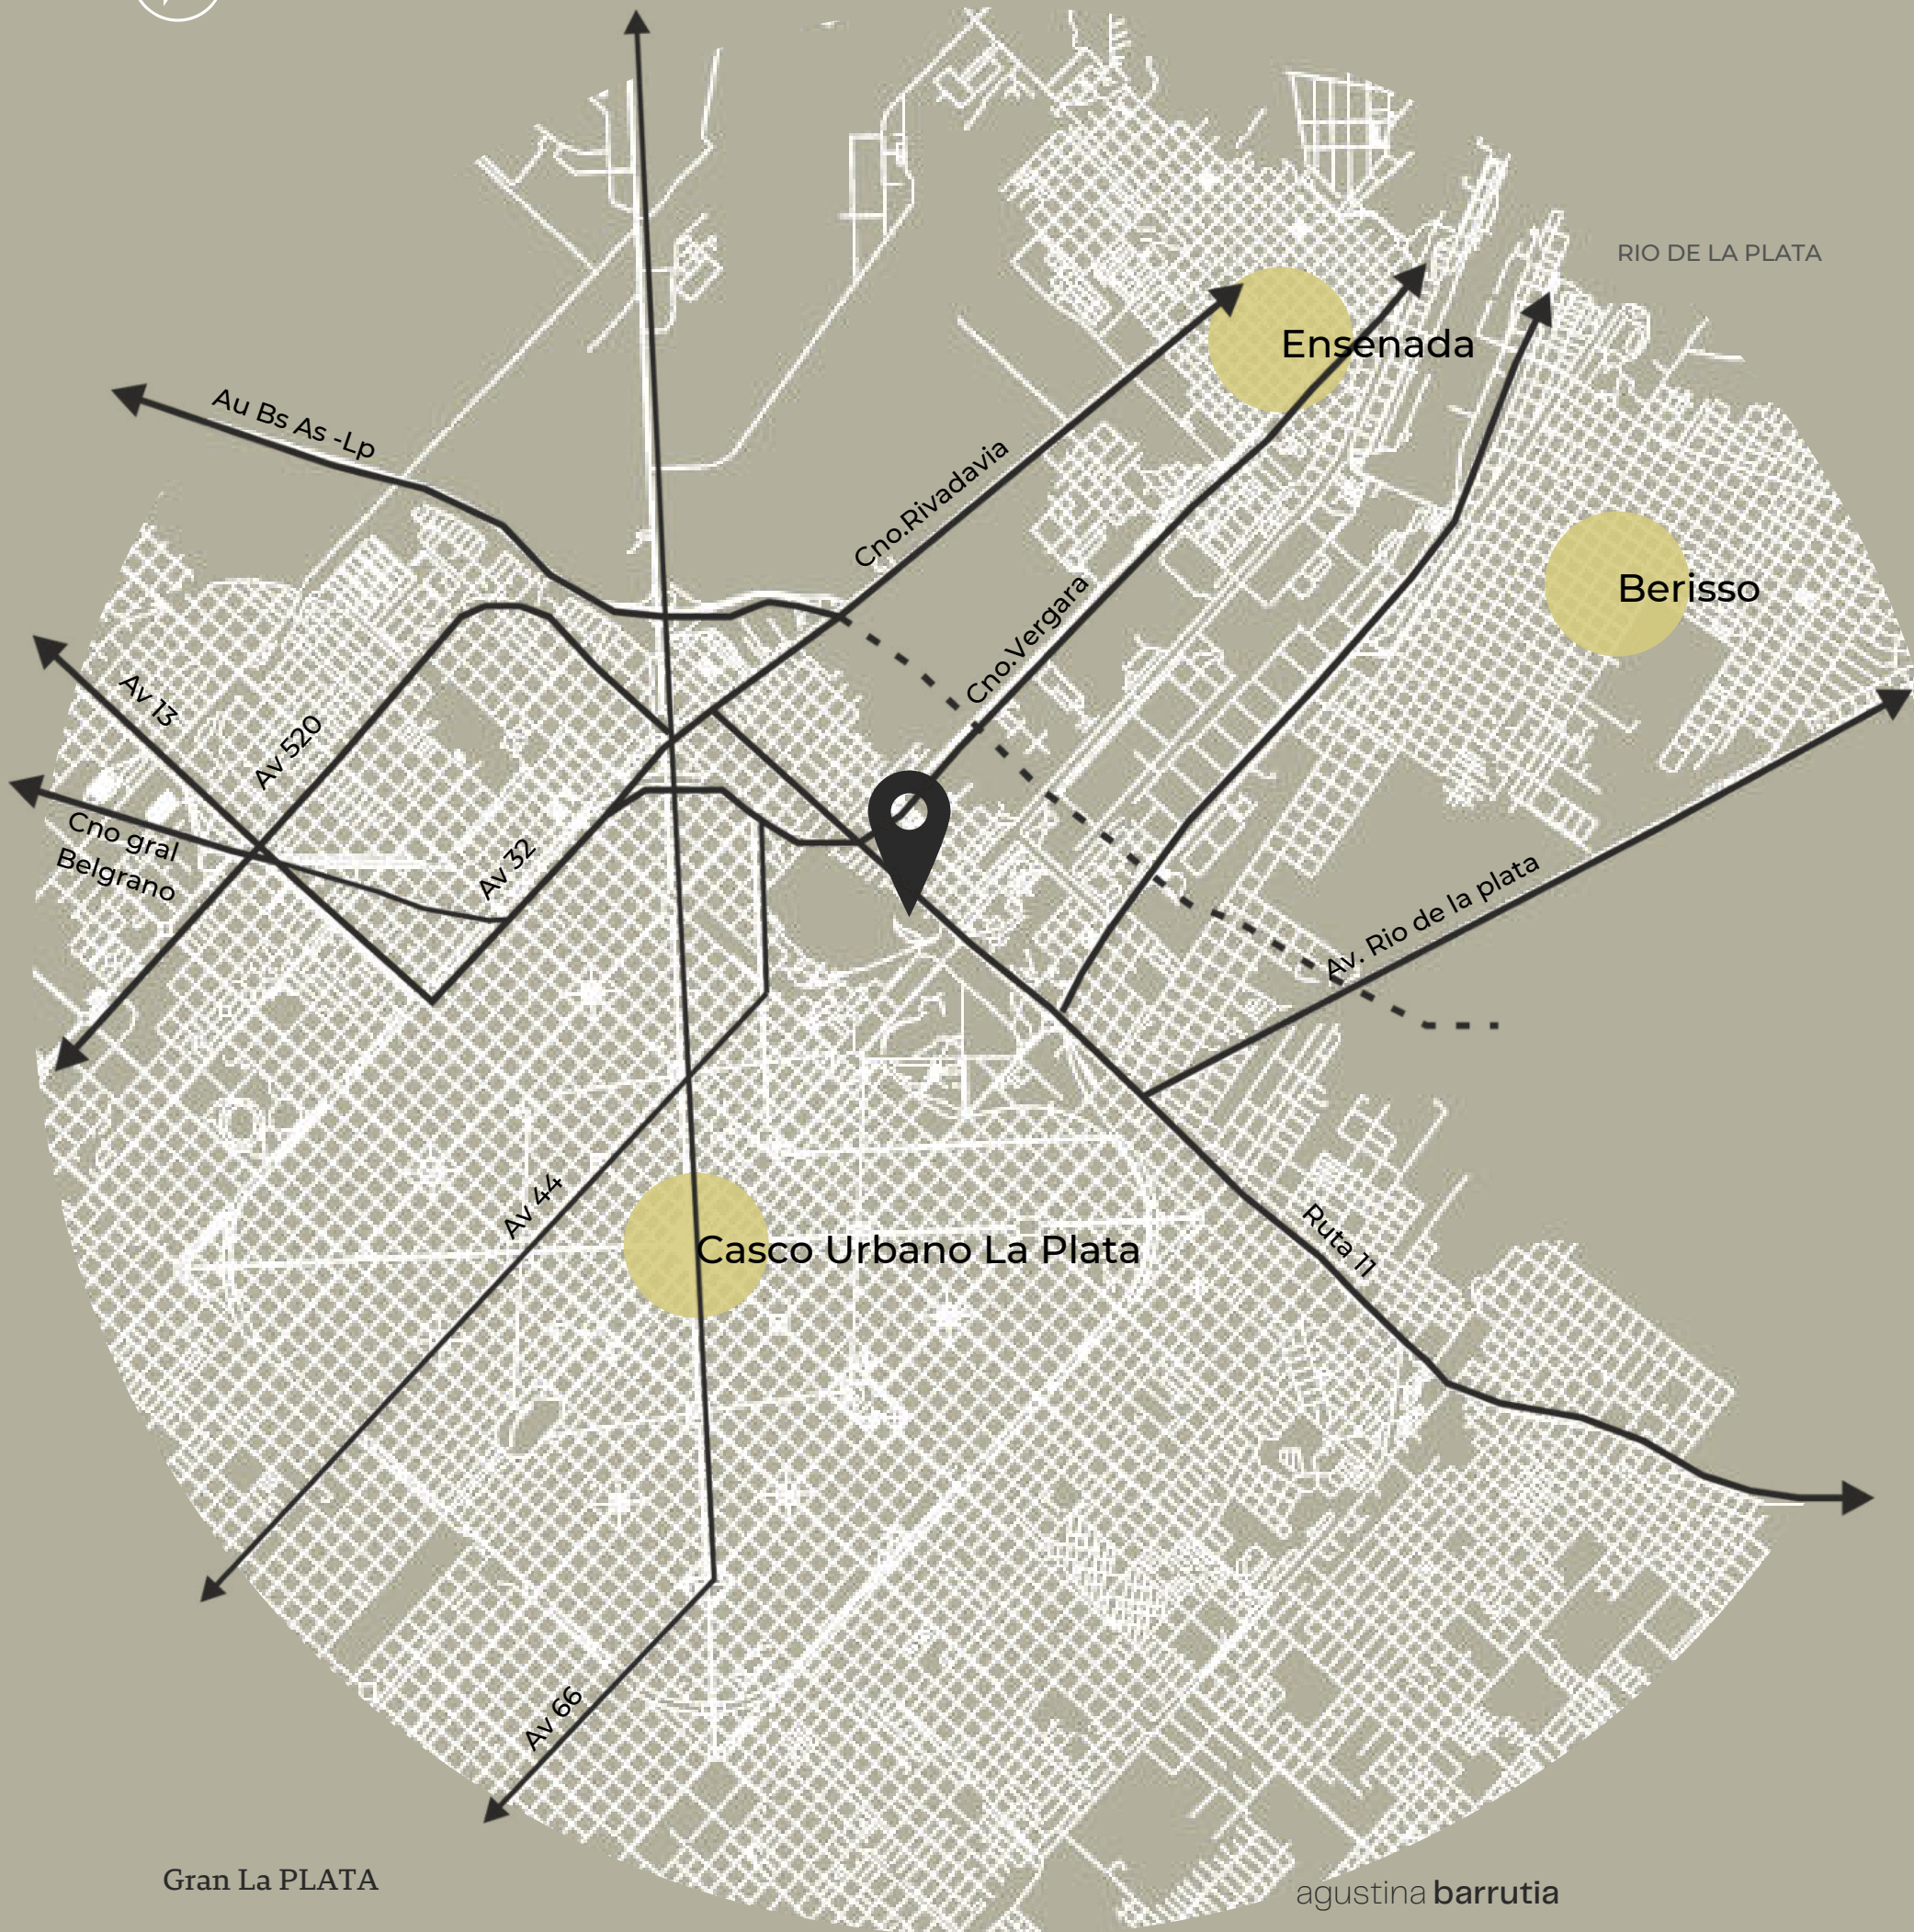 RIO DE LA PLATA
Ensenada
Au Bs As -Lp
Cno.Rivadavia
Berisso
Cno.Vergara
Av 13
Av 520
Cno gral
Belgrano
Av 32
Av. Rio de la plata
Av 44
Casco Urbano La Plata
Ruta 11
Av 66
Gran La PLATA
agustina barrutia